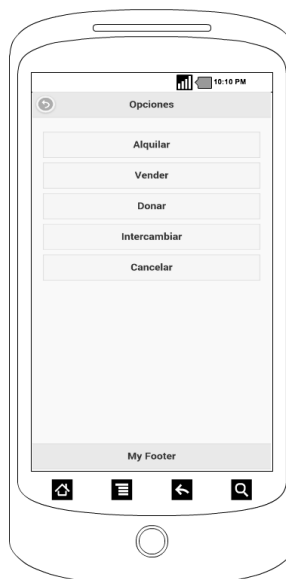 10:10 PM
Opciones
Alquilar
Vender
Donar
Intercambiar
Cancelar
My Footer